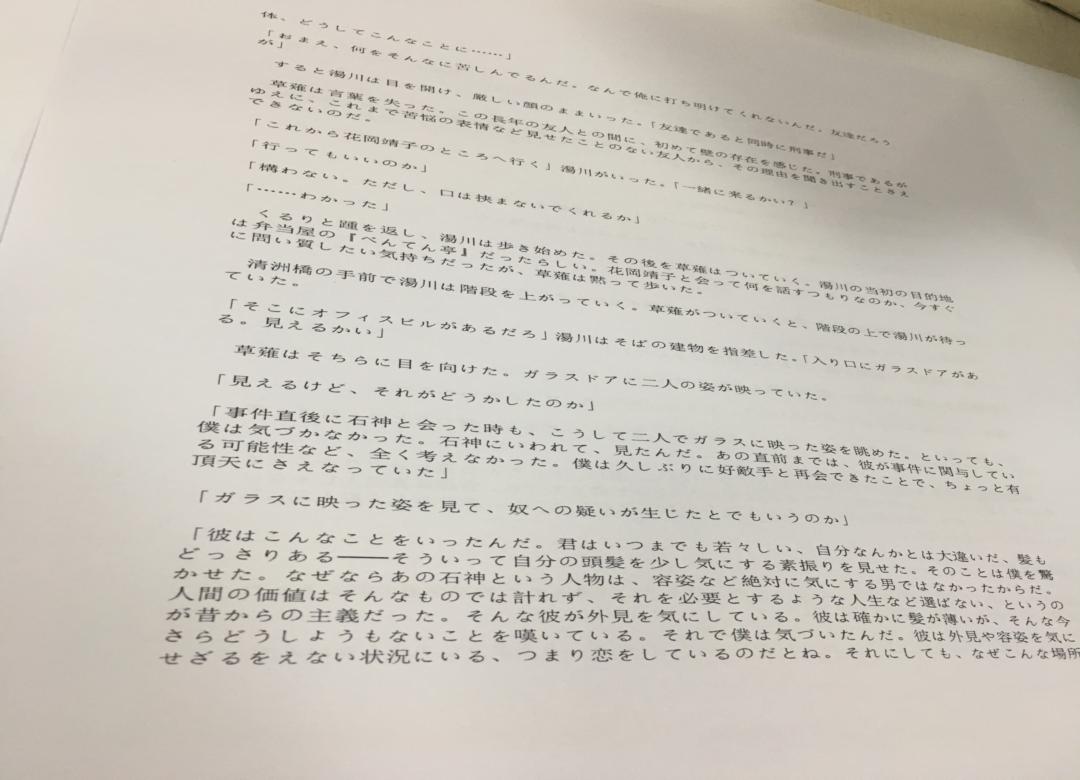 体、どうしてこんなことに……」
「おまえ、何をそんなに苦しんでるんだ。なんで俺に打ち明けてくれないんだ。友達だろう
が」
すると湯川は目を開け、厳しい顔のままいった。「友達であると同時に刑事だ」
草薙は言葉を失った。この長年の友人との間に、初めて壁の存在を感じた。刑事であるが
ゆえに、これまで苦悩の表情など見せたことのない友人から、その理由を聞き出すことさえ
できないのだ。
「これから花岡靖子のところへ行く」湯川がいった。「一緒に来るかい?」
「行ってもいいのか」
「構わない。ただし、口は挟まないでくれるか」
「……わかった」
くるりと踵を返し、湯川は歩き始めた。その後を草薙はついていく。湯川の当初の目的地
は弁当屋の『べんてん亭』だったらしい。花岡靖子と会って何を話すつもりなのか、今すぐ
に問い質したい気持ちだったが、草薙は黙って歩いた。
清洲橋の手前で湯川は階段を上がっていく。草薙がついていくと、階段の上で湯川が待っ
ていた。
「そこにオフィスビルがあるだろ」湯川はそばの建物を指差した。「入り口にガラスドアがあ
る。見えるかい」
草薙はそちらに目を向けた。ガラスドアに二人の姿が映っていた。
「見えるけど、それがどうかしたのか」
「事件直後に石神と会った時も、こうして二人でガラスに映った姿を眺めた。といっても、
僕は気づかなかった。石神にいわれて、見たんだ。あの直前までは、彼が事件に関与してい
る可能性など、全く考えなかった。僕は久しぶりに好敵手と再会できたことで、ちょっと有
頂天にさえなっていた」
「ガラスに映った姿を見て、奴への疑いが生じたとでもいうのか」
「彼はこんなことをいったんだ。君はいつまでも若々しい、自分なんかとは大違いだ、髪も
どっさりある――そういって自分の頭髪を少し気にする素振りを見せた。そのことは僕を驚
かせた。なぜならあの石神という人物は、容姿など絶対に気にする男ではなかったからだ。
人間の価値はそんなものでは計れず、それを必要とするような人生など選ばない、というの
が昔からの主義だった。そんな彼が外見を気にしている。彼は確かに髪が薄いが、そんな今
さらどうしようもないことを嘆いている。それで僕は気づいたんだ。彼は外見や容姿を気に
せざるをえない状況にいる、つまり恋をしているのだとね。それにしても、なぜこんな場所